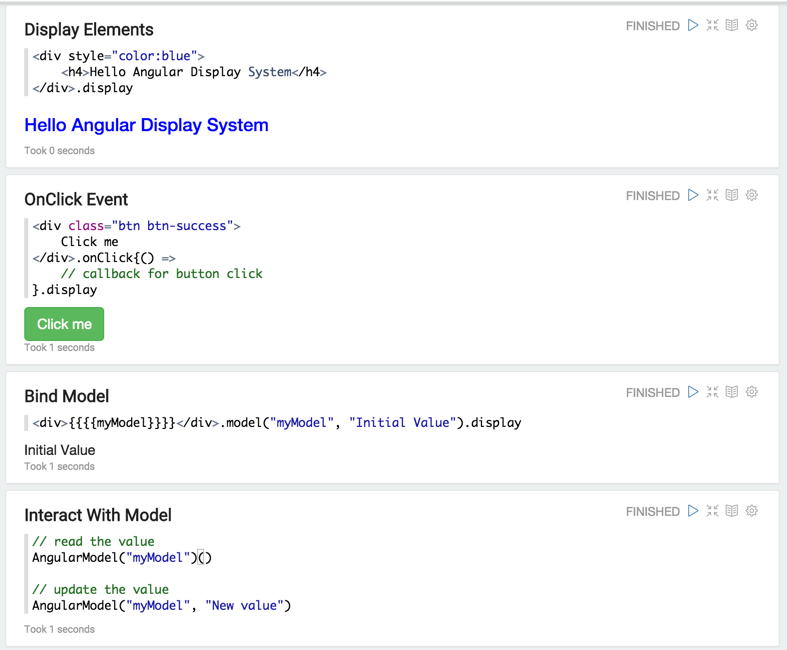 Display Elements
FINISHED
<div style="color:blue">
    <h4>Hello Angular Display System</h4>
</div>.display
Hello Angular Display System
Took 0 seconds
OnClick Event
FINISHED
<div class="btn btn-success">
    Click me
</div>.onClick{() =>
    // callback for button click
}.display
Click me
Took 1 seconds
Bind Model
FINISHED
<div>{{{{myModel}}}}</div>.model("myModel", "Initial Value").display
Initial Value
Took 1 seconds
Interact With Model
FINISHED
// read the value
AngularModel("myModel")()
// update the value
AngularModel("myModel", "New value")
Took 1 seconds